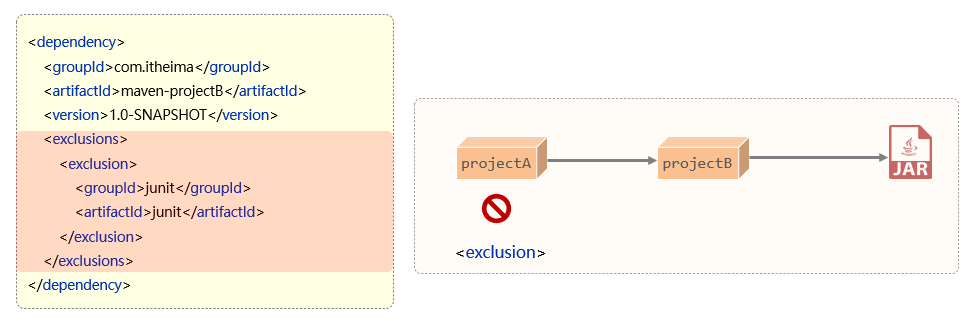 <dependency>
<groupId>com.itheima</groupId>
<artifactId>maven-projectB</artifactId>
<version>1.0-SNAPSHOT</version>
<exclusions>
<exclusion>
<groupId>junit</groupId>
<artifactId>junit</artifactId>
</exclusion>
</exclusions>
</dependency>
projectA
projectB
JAR
<exclusion>